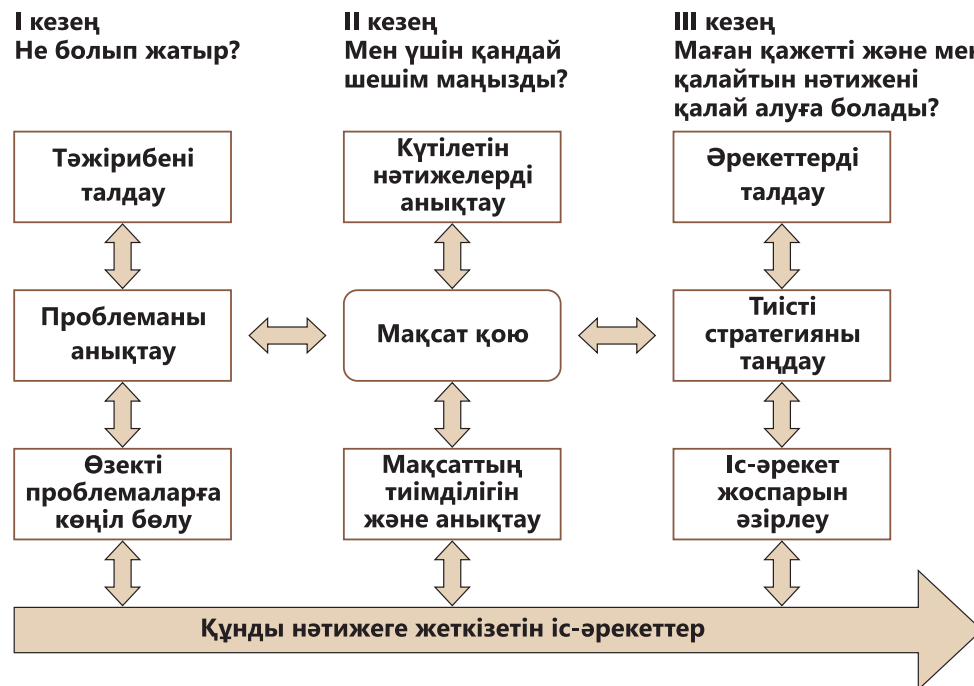 I кезең
Не болып жатыр?
II кезең
Мен үшін қандай
шешім маңызды?
III кезең
Маған қажетті және мен
қалайтын нәтижені
қалай алуға болады?
Тәжірибені
талдау
Күтілетін
нәтижелерді
анықтау
Әрекеттерді
талдау
Проблеманы
анықтау
Мақсат қою
Тиісті
стратегияны
таңдау
Өзекті
проблемаларға
көңіл бөлу
Мақсаттың
тиімділігін
және анықтау
Іс-әрекет
жоспарын
әзірлеу
Құнды нәтижеге жеткізетін іс-әрекеттер